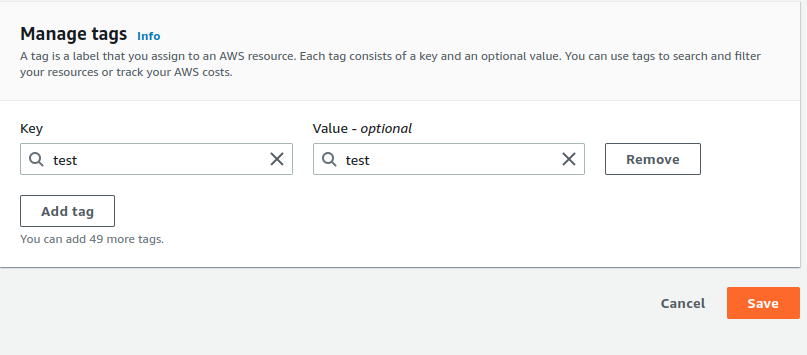 Manage tags Info
A tag is a label that you assign to an AWS resource. Each tag consists of a key and an optional value. You can use tags to search and filter
your resources or track your AWS costs.
Key
Value - optional
test
test
Remove
Add tag
You can add 49 more tags.
Cancel
Save